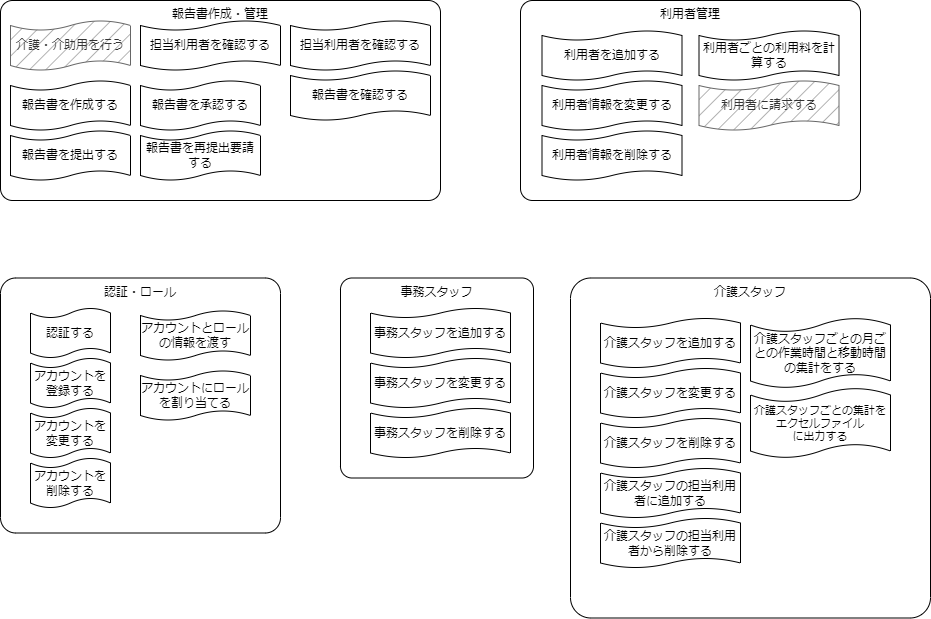 報告書作成・管理
介護・介助用を行う
担当利用者を確認する
担当利用者を確認する
報告書を作成する
報告書を承認する
報告書を確認する
報告書を提出する
報告書を再提出要請
する
利用者管理
利用者を追加する
利用者ごとの利用料を計
算する
利用者情報を変更する
利用者に請求する
利用者情報を削除する
認証・ロール
認証する
アカウントとロール
の情報を渡す
アカウントを
登録する
アカウントにロール
を割り当てる
アカウントを
変更する
アカウントを
削除する
事務スタッフ
事務スタッフを追加する
事務スタッフを変更する
事務スタッフを削除する
介護スタッフ
介護スタッフを追加する
介護スタッフごとの月ご
との作業時間と移動時間
の集計をする
介護スタッフを変更する
介護スタッフごとの集計を
エクセルファイル
に出力する
介護スタッフを削除する
介護スタッフの担当利用
者に追加する
介護スタッフの担当利用
者から削除する